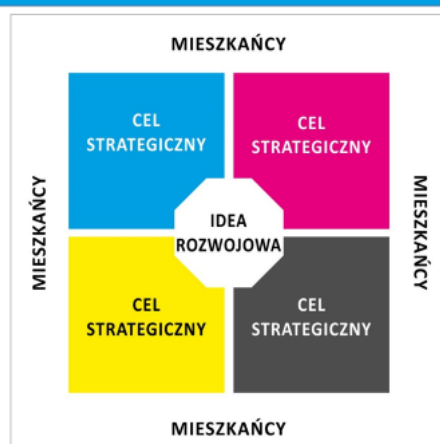 MIESZKAŃCY
CEL
STRATEGICZNY
CEL
STRATEGICZNY
MIESZKAŃCY
IDEA
ROZWOJOWA
MIESZKAŃCY
CEL
STRATEGICZNY
CEL
STRATEGICZNY
MIESZKAŃCY